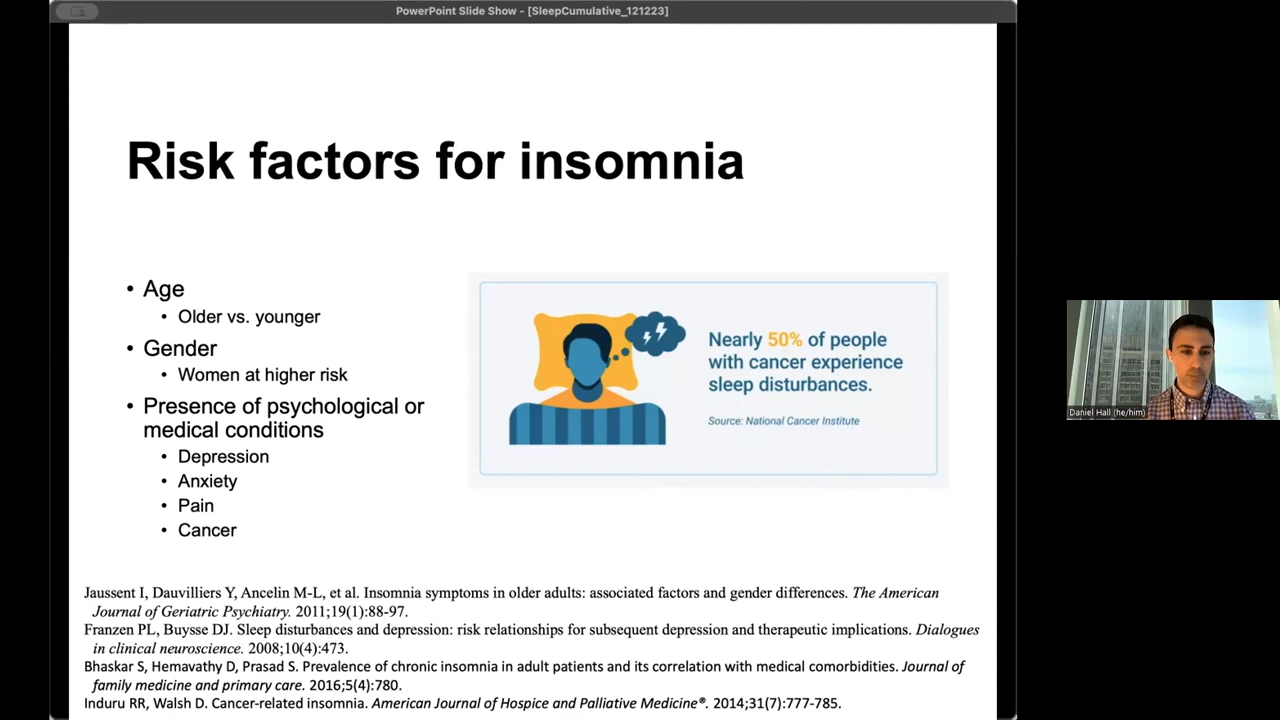 PowerPoint Slide Show - [SleepCumulative_121223]
Risk factors for insomnia
• Age
• Older vs. younger
• Gender
• Women at higher risk
• Presence of psychological or
medical conditions
• Depression
• Anxiety
• Pain
• Cancer
Nearly 50% of people
with cancer experience
sleep disturbances.
Source: National Cancer Institute
Daniel Hall (he/him)
Jaussent I, Dauvilliers Y, Ancelin M-L, et al. Insomnia symptoms in older adults: associated factors and gender differences. The American
Journal of Geriatric Psychiatry. 2011;19(1):88-97.
Franzen PL, Buysse DJ. Sleep disturbances and depression: risk relationships for subsequent depression and therapeutic implications. Dialogues
in clinical neuroscience. 2008;10(4):473.
Bhaskar S, Hemavathy D, Prasad S. Prevalence of chronic insomnia in adult patients and its correlation with medical comorbidities. Journal of
family medicine and primary care. 2016;5(4):780.
Induru RR, Walsh D. Cancer-related insomnia. American Journal of Hospice and Palliative Medicine®. 2014;31(7):777-785.